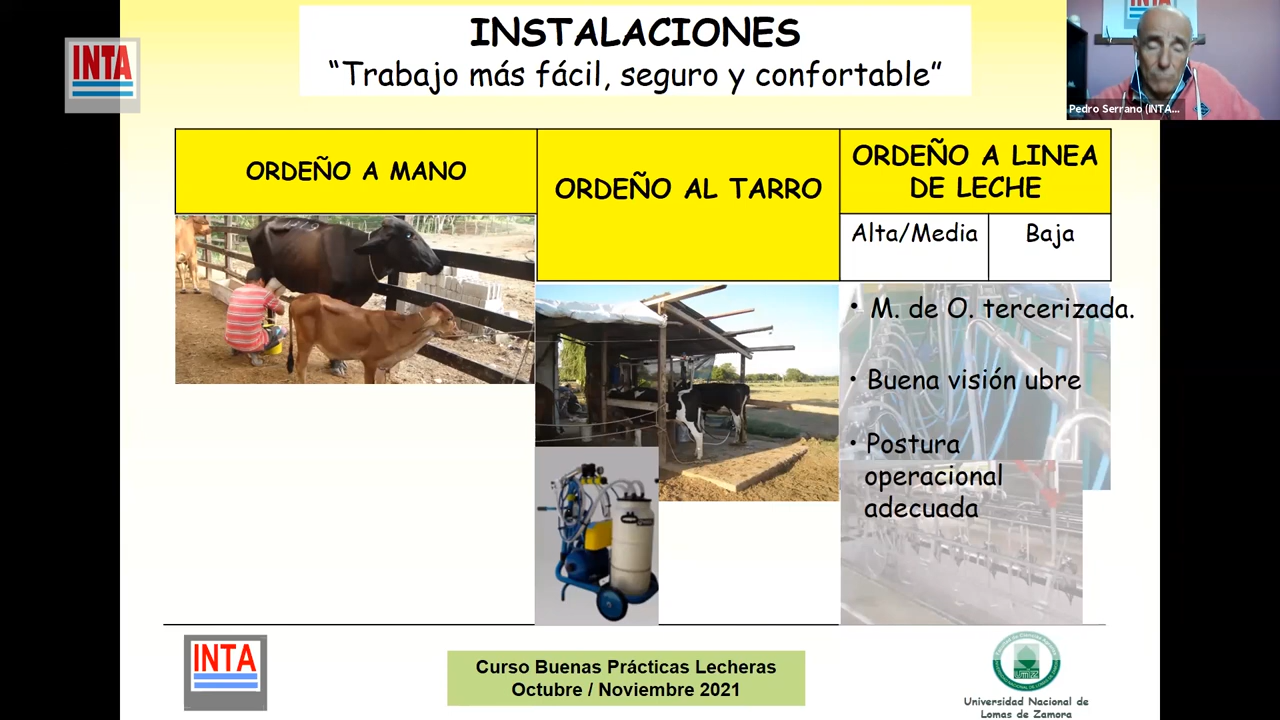 INSTALACIONES
“Trabajo más fácil, seguro y confortable”
INTA
INTA
Pedro Serrano (INTA...
ORDEÑO A MANO
ORDEÑO AL TARRO
ORDEÑO A LINEA
DE LECHE
Alta/Media
Baja
• M. de O. tercerizada.
• Buena visión ubre
• Postura
operacional
adecuada
INTA
Curso Buenas Prácticas Lecheras
Octubre / Noviembre 2021
Universidad Nacional de
Lomas de Zamora